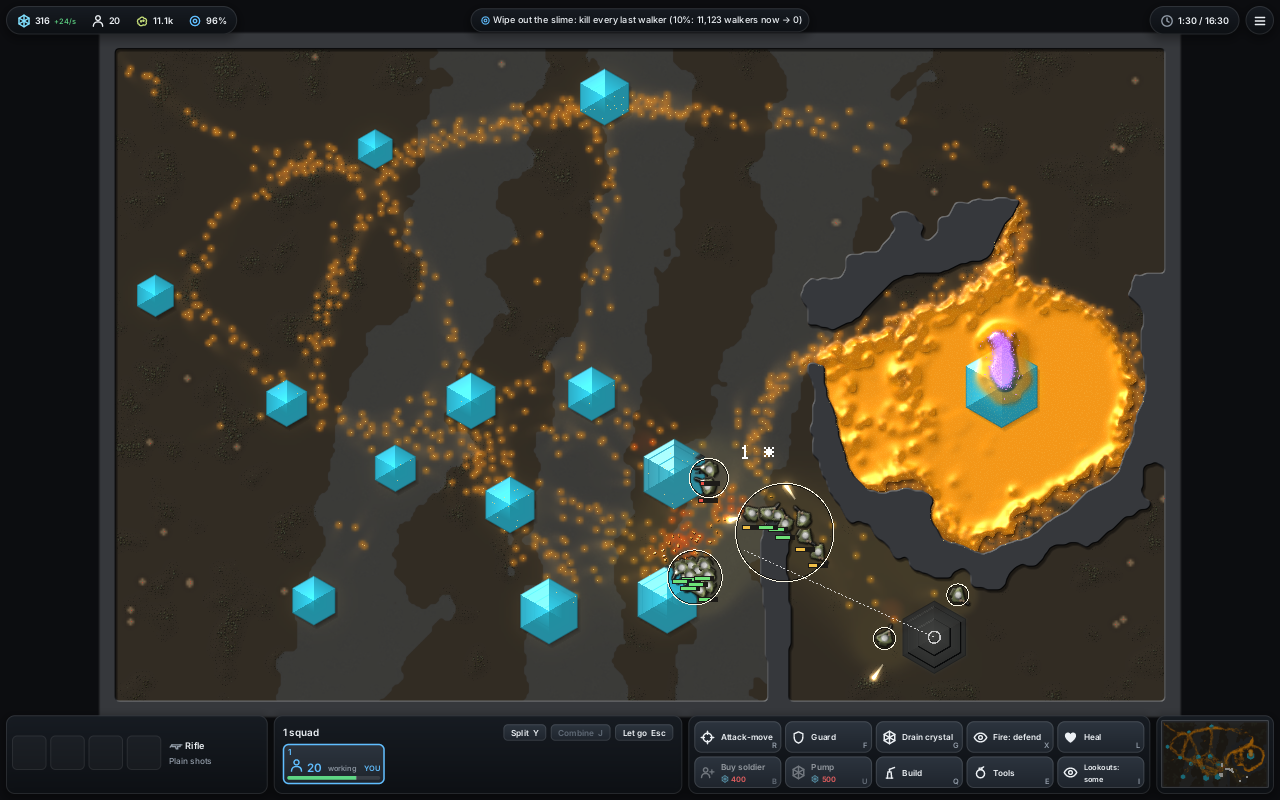 316 +24/s 20 11.1k 96%
Wipe out the slime: kill every last walker (10%: 11,123 walkers now → 0)
1:30 / 16:30
1
Rifle
Plain shots
1 squad
Split Y
Combine J
Let go Esc
1
20 working YOU
Attack-move R
Guard F
Drain crystal G
Fire: defend X
Heal L
Buy soldier
400 B
Pump
500 U
Build Q
Tools E
Lookouts: some I